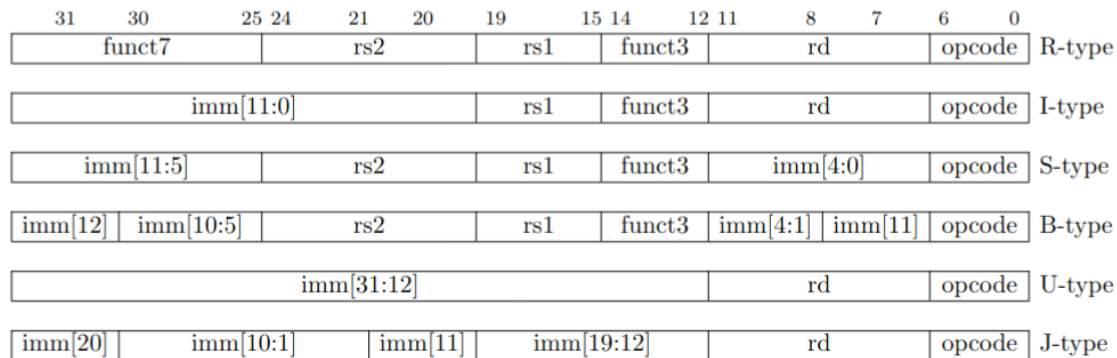 31 30 25 24 21 20 19 15 14 12 11 8 7 6 0
funct7 rs2 rs1 funct3 rd opcode R-type
imm[11:0] rs1 funct3 rd opcode I-type
imm[11:5] rs2 rs1 funct3 imm[4:0] opcode S-type
imm[12] imm[10:5] rs2 rs1 funct3 imm[4:1] imm[11] opcode B-type
imm[31:12] rd opcode U-type
imm[20] imm[10:1] imm[11] imm[19:12] rd opcode J-type